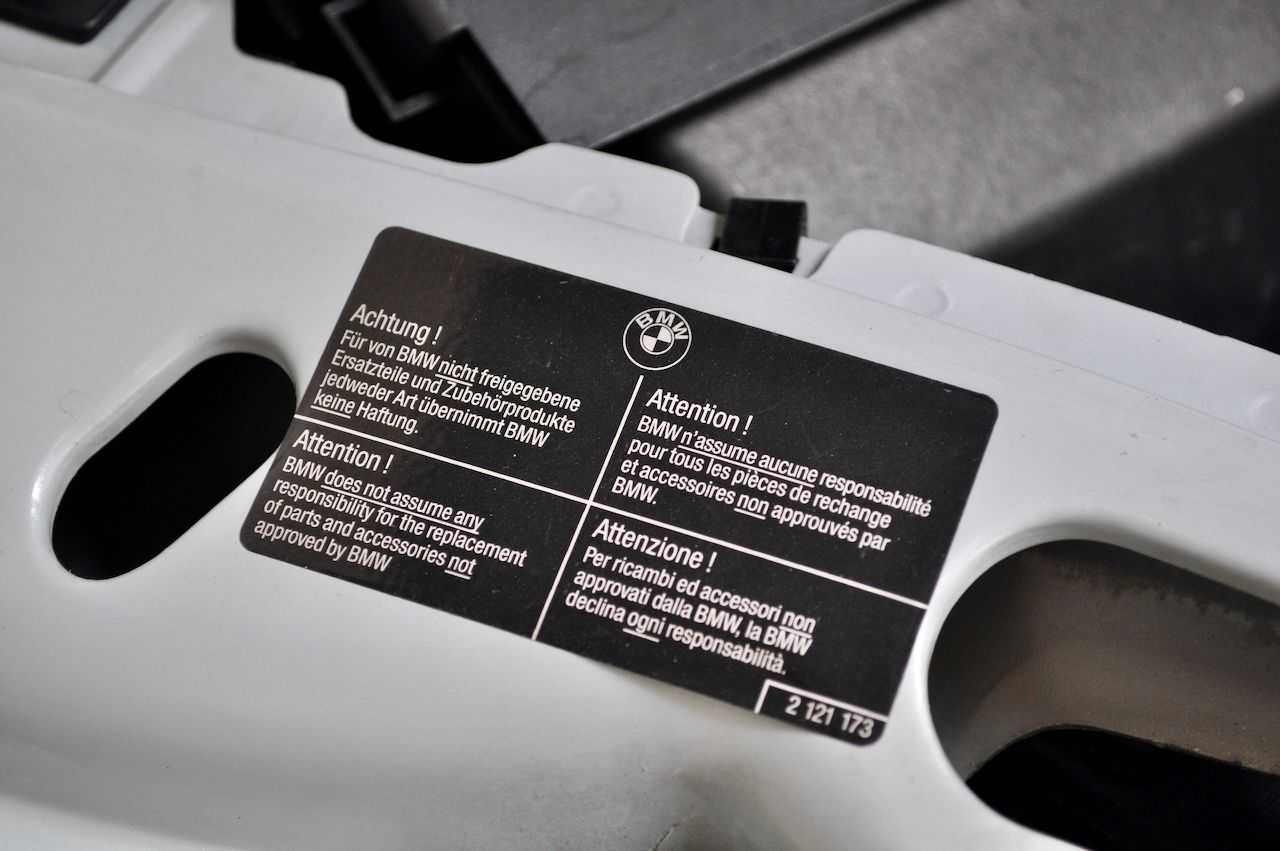 BMW
Achtung !
Für von BMW nicht freigegebene
Ersatzteile und Zubehörprodukte
jedweder Art übernimmt BMW
keine Haftung.
Attention !
BMW n'assume aucune responsabilité
pour tous les pièces de rechange
et accessoires non approuvés par
BMW.
Attention !
BMW does not assume any
responsibility for the replacement
of parts and accessories not
approved by BMW
Attenzione !
Per ricambi ed accessori non
approvati dalla BMW, la BMW
declina ogni responsabilità.
2 121 173